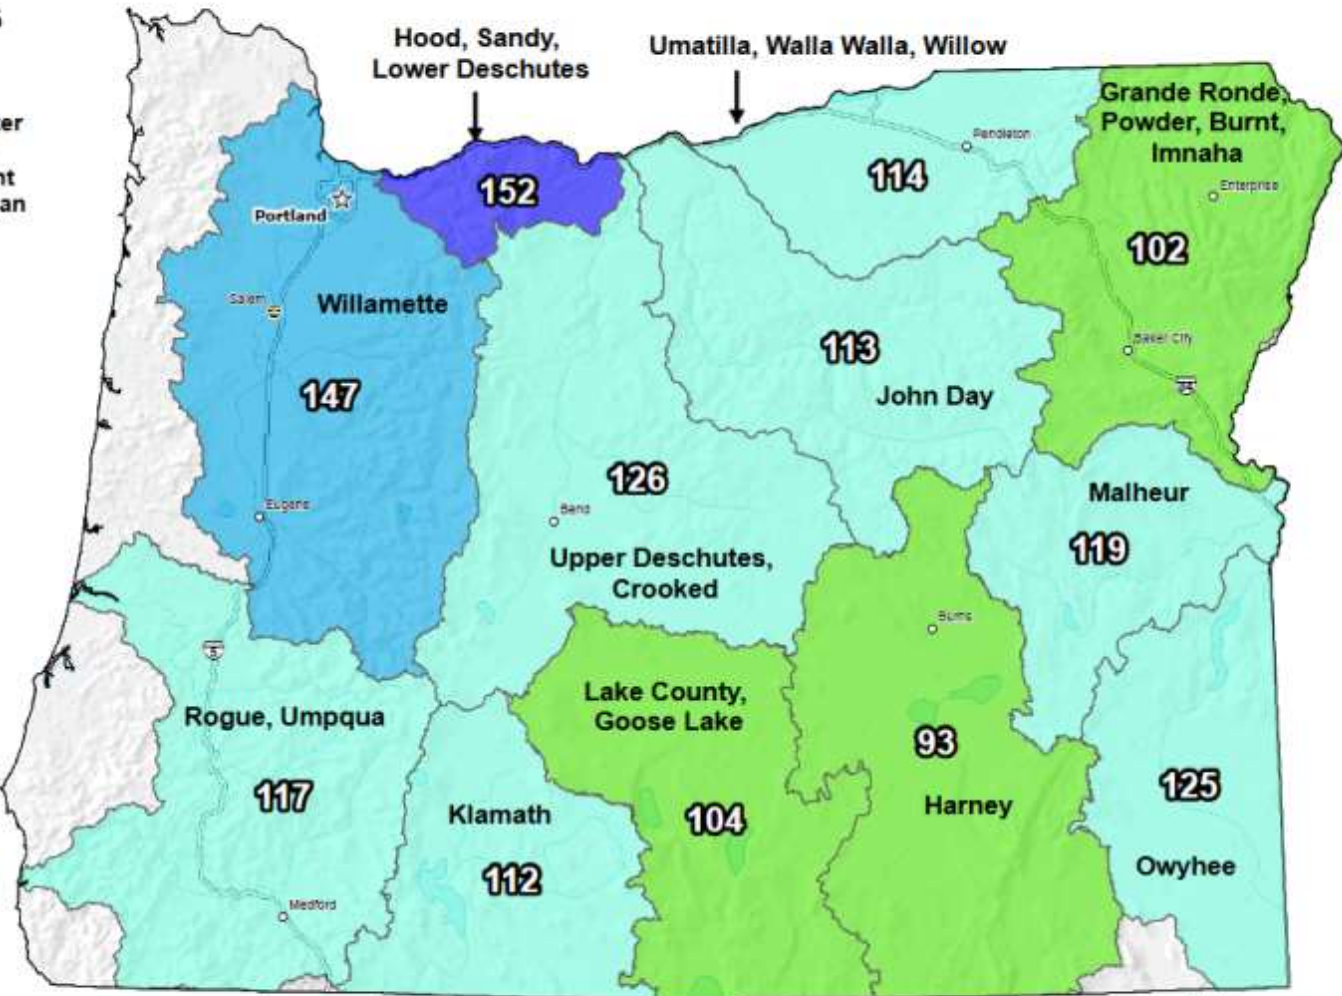 Hood, Sandy,
Lower Deschutes
Umatilla, Walla Walla, Willow
Grande Ronde,
Powder, Burnt,
Imnaha
Pendleton
114
152
Enterprise
Portland
102
Salem
Willamette
113
Baker City
John Day
147
126
Malheur
Bend
Eugene
119
Upper Deschutes,
Crooked
Burns
5
Lake County,
Goose Lake
Rogue, Umpqua
93
125
117
Klamath
104
Harney
112
Owyhee
Medford